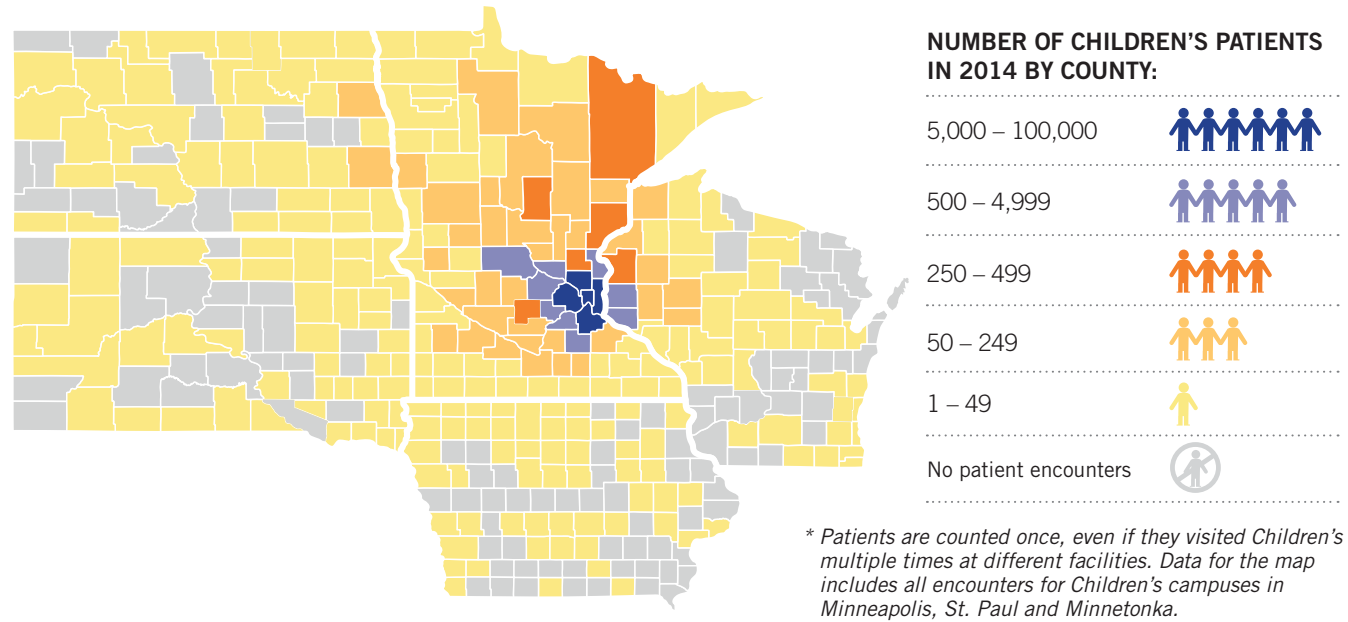 NUMBER OF CHILDREN'S PATIENTS
IN 2014 BY COUNTY:
5,000 – 100,000
500 – 4,999
250 – 499
50 – 249
1 – 49
No patient encounters
* Patients are counted once, even if they visited Children's
multiple times at different facilities. Data for the map
includes all encounters for Children's campuses in
Minneapolis, St. Paul and Minnetonka.